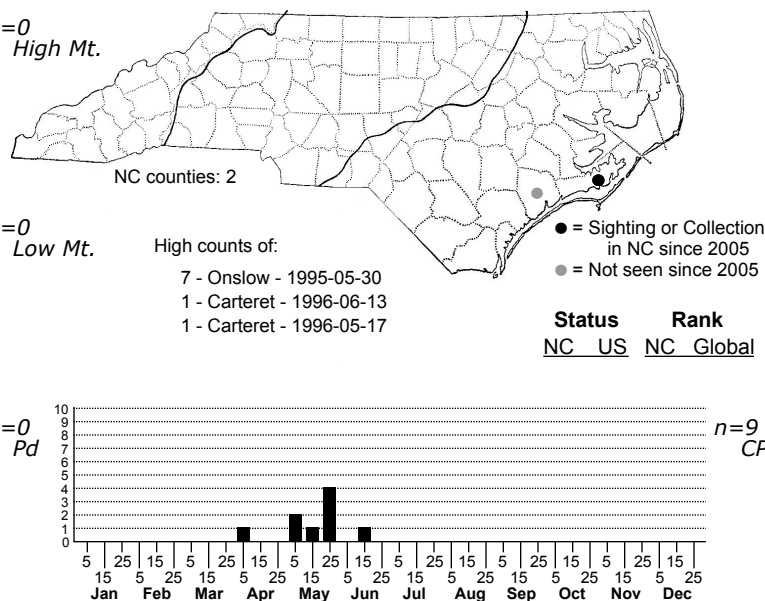 =0
High Mt.
NC counties: 2
=0
Low Mt.
High counts of:
7 - Onslow - 1995-05-30
1 - Carteret - 1996-06-13
1 - Carteret - 1996-05-17
● = Sighting or Collection
in NC since 2005
● = Not seen since 2005
Status Rank
NC US NC Global
=0
Pd
n=9
CP
10
9
8
7
6
5
4
3
2
1
0
5 25 15 5 25 15 5 25 15 5 25 15 5 25 15 5 25 15
15 5 25 15 5 25 15 5 25 15 5 25 15 5 25 15 5 25
Jan Feb Mar Apr May Jun Jul Aug Sep Oct Nov Dec